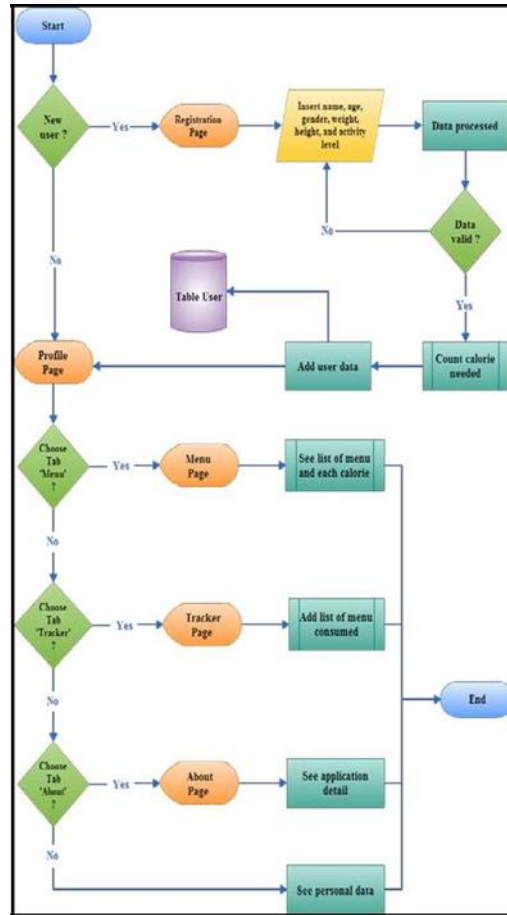 Start
New
user ?
Yes
Registration
Page
Insert name, age,
gender, weight,
height, and activity
level
Data processed
No
Data
valid ?
No
Yes
Table User
Profile
Page
Add user data
Count calorie
needed
Choose
Tab
'Menu'
?
Yes
Menu
Page
See list of menu
and each calorie
No
Choose
Tab
'Tracker'
?
Yes
Tracker
Page
Add list of menu
consumed
No
End
Choose
Tab
'About'
?
Yes
About
Page
See application
detail
No
See personal data